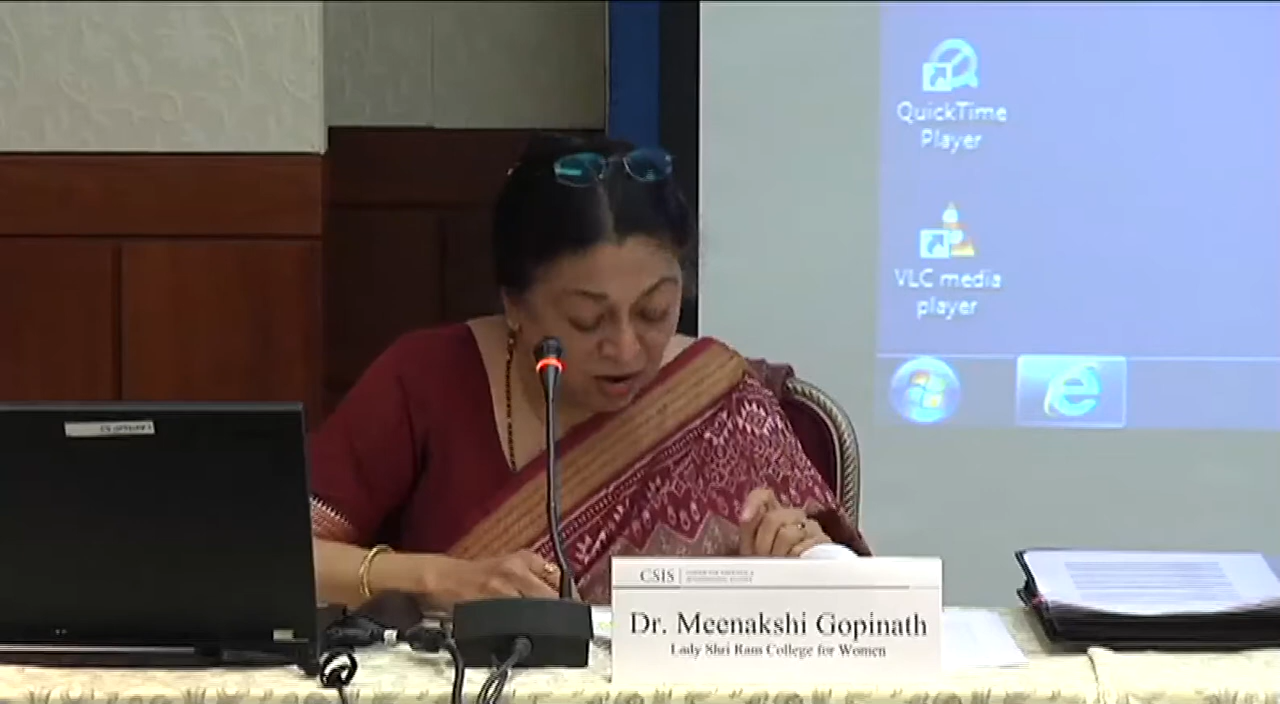 QuickTime
Player
VLC media
player
CSIS
Dr. Meenakshi Gopinath
Lady Shri Ram College for Women